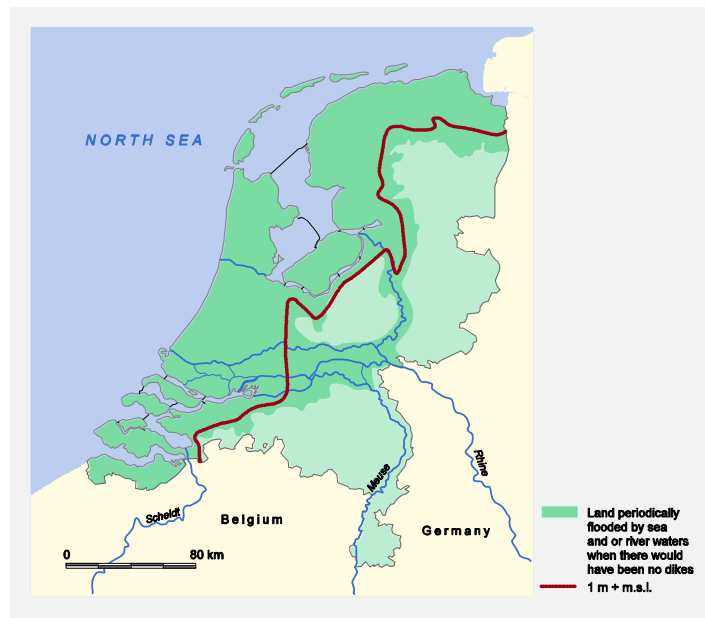 NORTH SEA
Rhine
Meuse
Scheldt
Belgium
Germany
0 80 km
Land periodically
flooded by sea
and or river waters
when there would
have been no dikes
1 m + m.s.l.